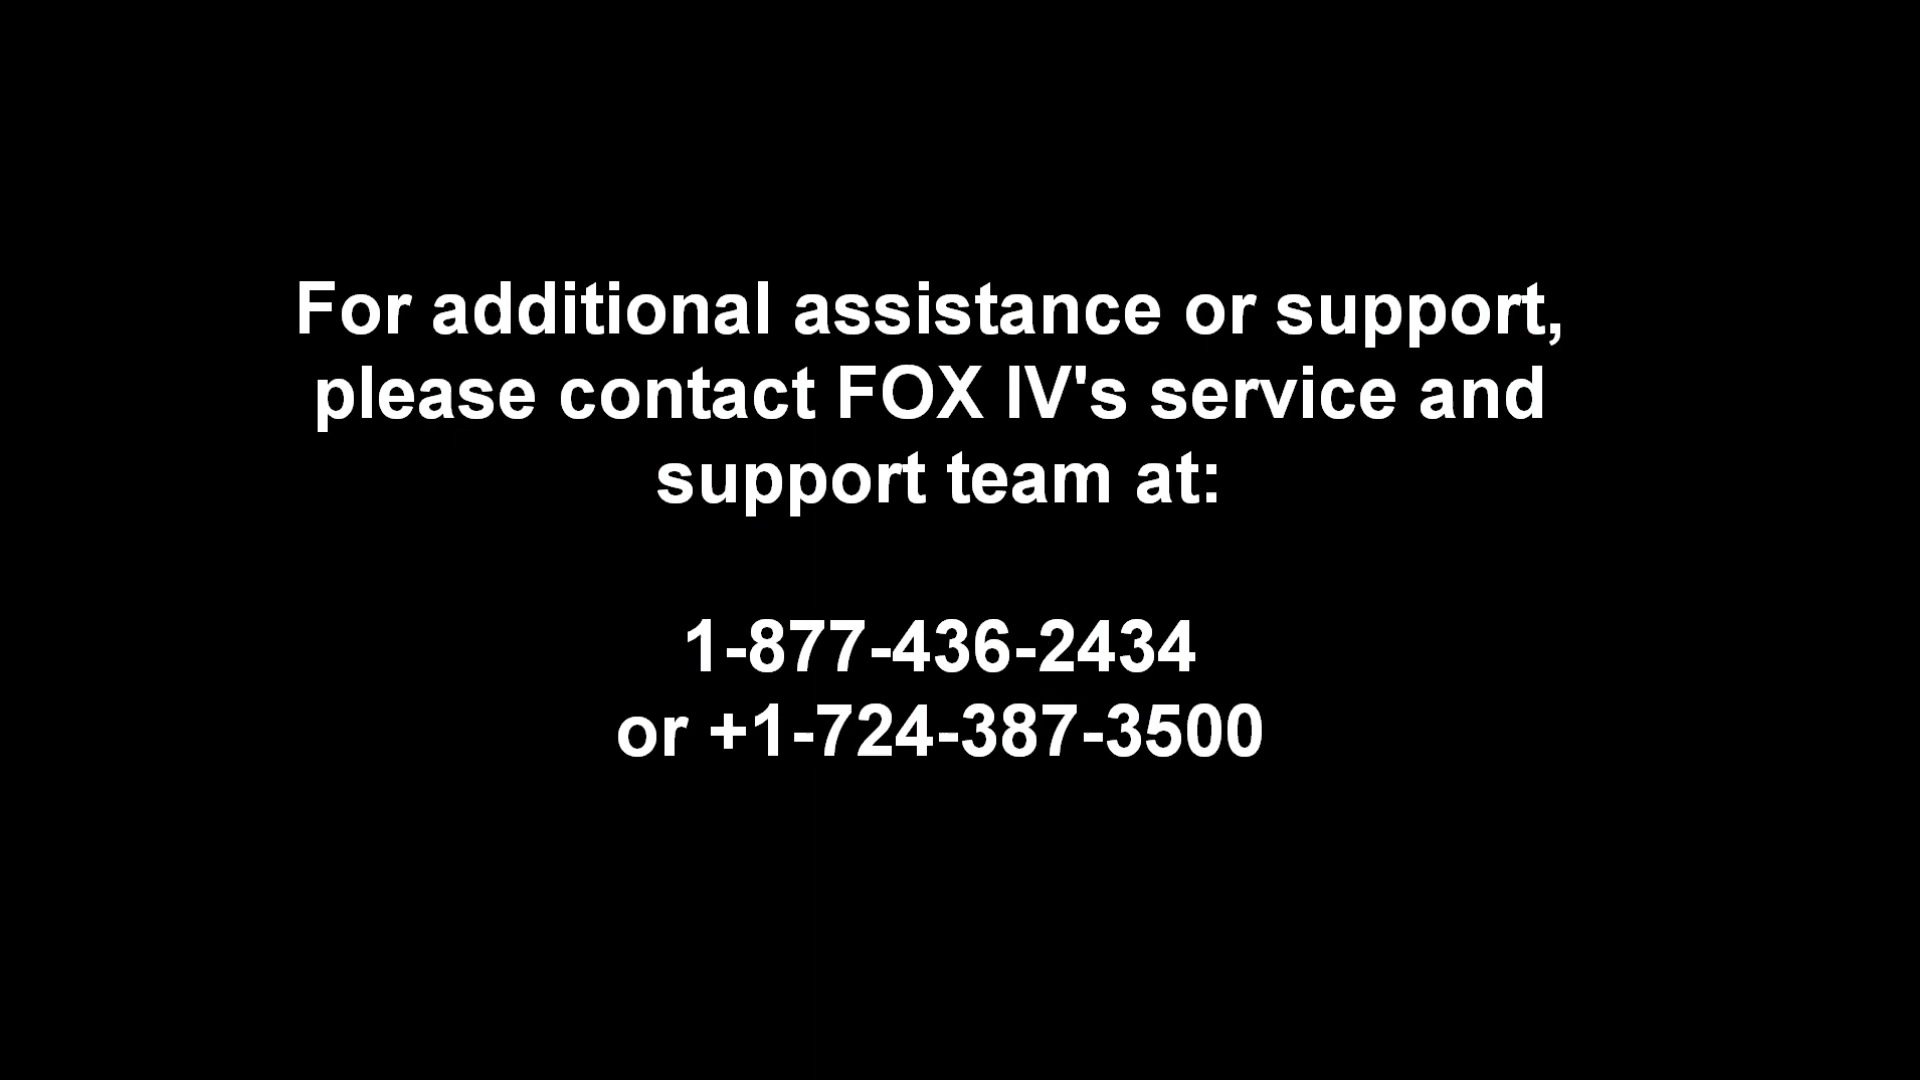 For additional assistance or support,
please contact FOX IV's service and
support team at:
1-877-436-2434
or +1-724-387-3500